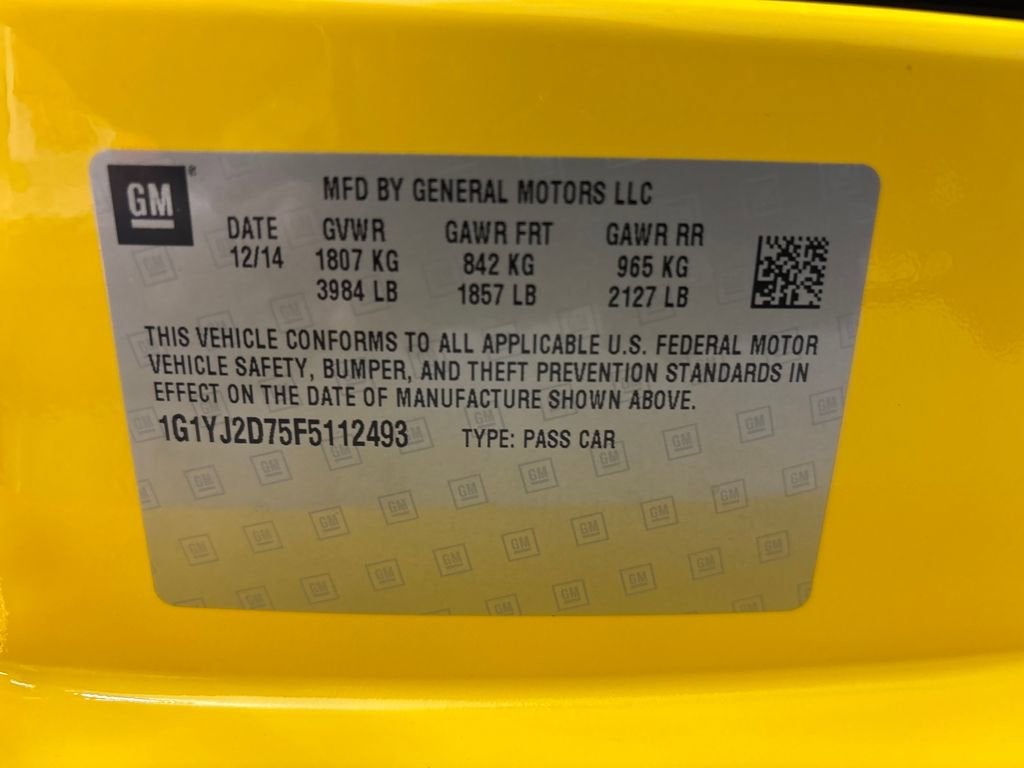 GM ®
MFD BY GENERAL MOTORS LLC
DATE GVWR GAWR FRT GAWR RR
12/14 1807 KG 842 KG 965 KG
3984 LB 1857 LB 2127 LB
THIS VEHICLE CONFORMS TO ALL APPLICABLE U.S. FEDERAL MOTOR
VEHICLE SAFETY, BUMPER, AND THEFT PREVENTION STANDARDS IN
EFFECT ON THE DATE OF MANUFACTURE SHOWN ABOVE.
1G1YJ2D75F5112493 TYPE: PASS CAR